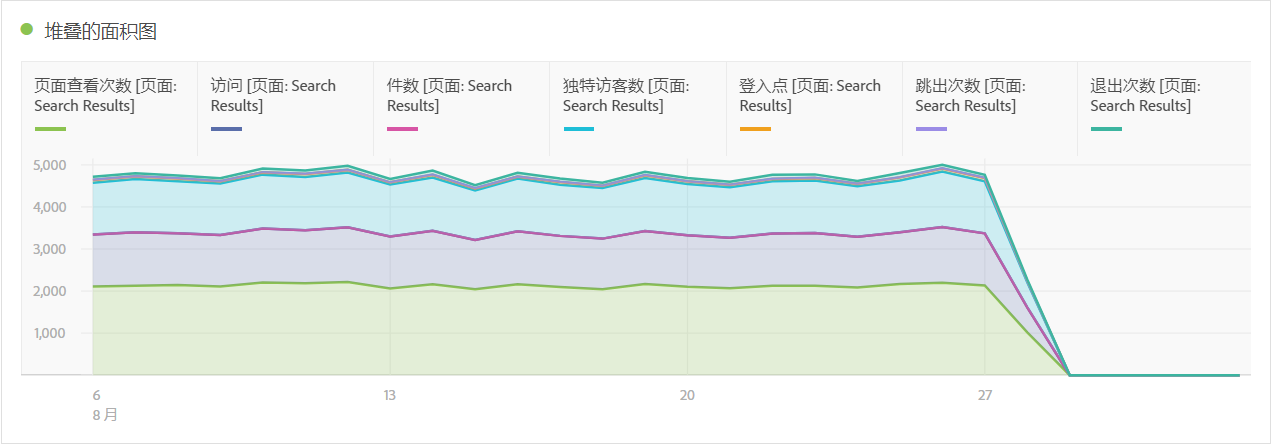 堆叠的面积图
页面查看次数 [页面:
Search Results]
访问 [页面: Search
Results]
件数 [页面: Search
Results]
独特访客数 [页面:
Search Results]
登入点 [页面: Search
Results]
跳出次数 [页面:
Search Results]
退出次数 [页面:
Search Results]
5,000
4,000
3,000
2,000
1,000
6
13
20
27
8 月